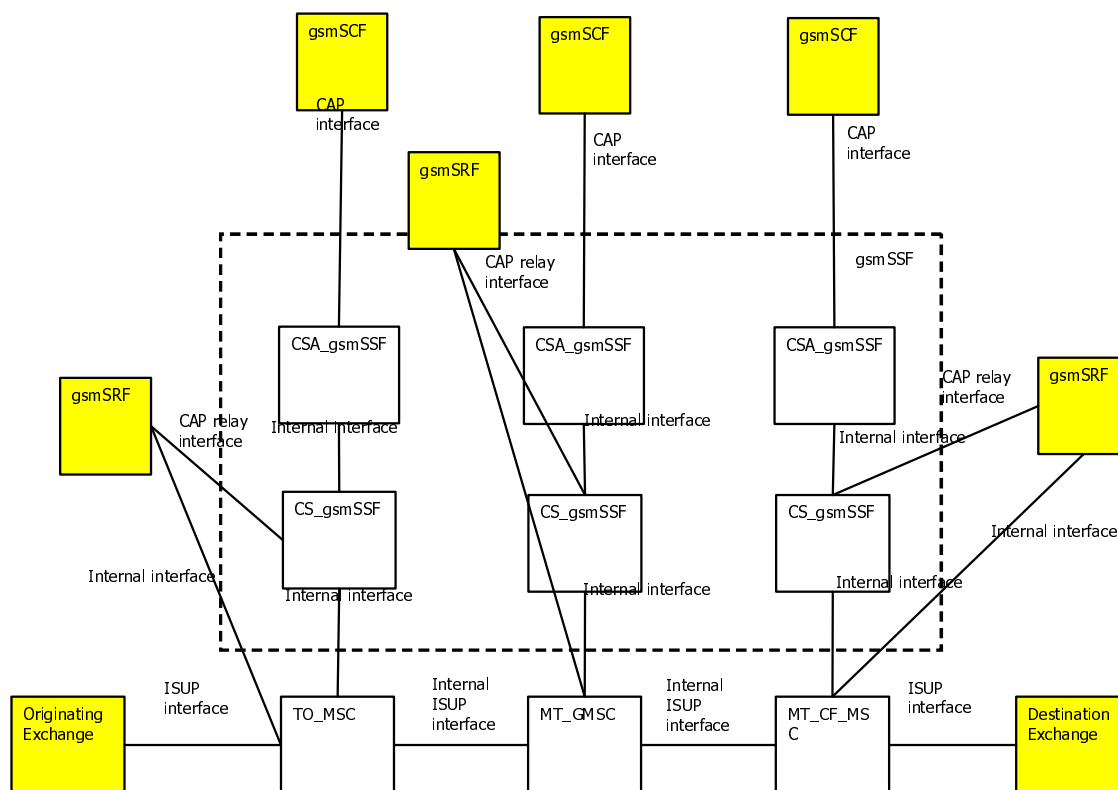 gsmSCF
gsmSCF
gsmSCF
CAP
interface
CAP
interface
CAP
interface
gsmSRF
CAP relay
interface
gsmSSF
CSA_gsmSSF
CSA_gsmSSF
CSA_gsmSSF
gsmSRF
CAP relay
interface
gsmSRF
CAP relay
interface
Internal interface
Internal interface
Internal interface
CS_gsmSSF
CS_gsmSSF
CS_gsmSSF
Internal interface
Internal interface
Internal interface
Internal interface
Internal interface
Originating
Exchange
ISUP
interface
TO_MSC
Internal
ISUP
interface
MT_GMSC
Internal
ISUP
interface
MT_CF_MS
C
ISUP
interface
Destination
Exchange